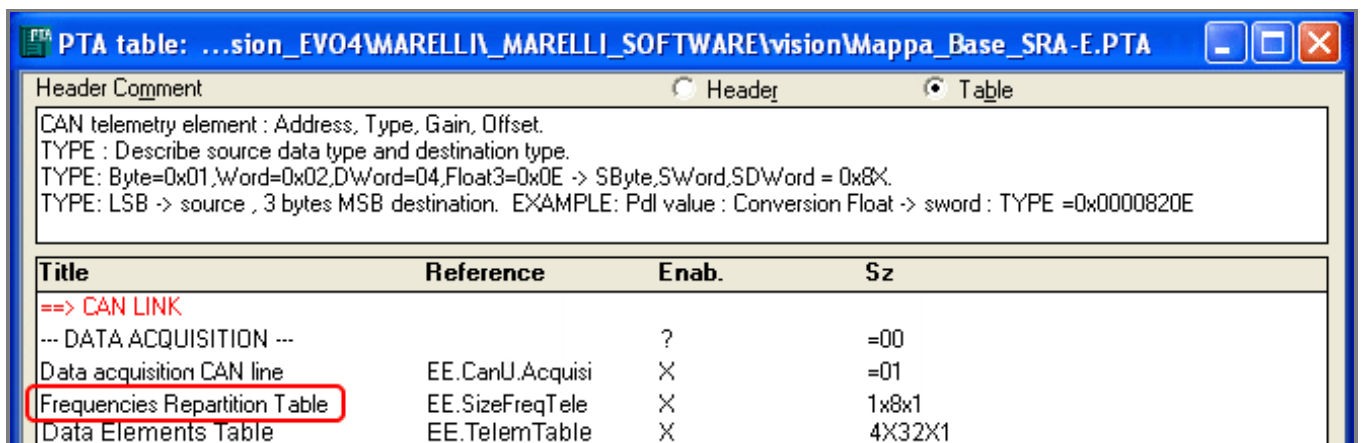 PTA
PTA table: ...sion_EVO4\MARELLI\_MARELLI_SOFTWARE\vision\Mappa_Base_SRA-E.PTA
Header Comment Header Table
CAN telemetry element : Address, Type, Gain, Offset.
TYPE : Describe source data type and destination type.
TYPE: Byte=0x01,Word=0x02,DWord=04,Float3=0x0E -> SByte,SWord,SDWord = 0x8X.
TYPE: LSB -> source , 3 bytes MSB destination. EXAMPLE: Pdl value : Conversion Float -> sword : TYPE =0x0000820E
Title Reference Enab. Sz
==> CAN LINK
--- DATA ACQUISITION --- ? =00
Data acquisition CAN line EE.CanU.Acquisi X =01
Frequencies Repartition Table EE.SizeFreqTele X 1x8x1
Data Elements Table EE.TelemTable X 4X32X1